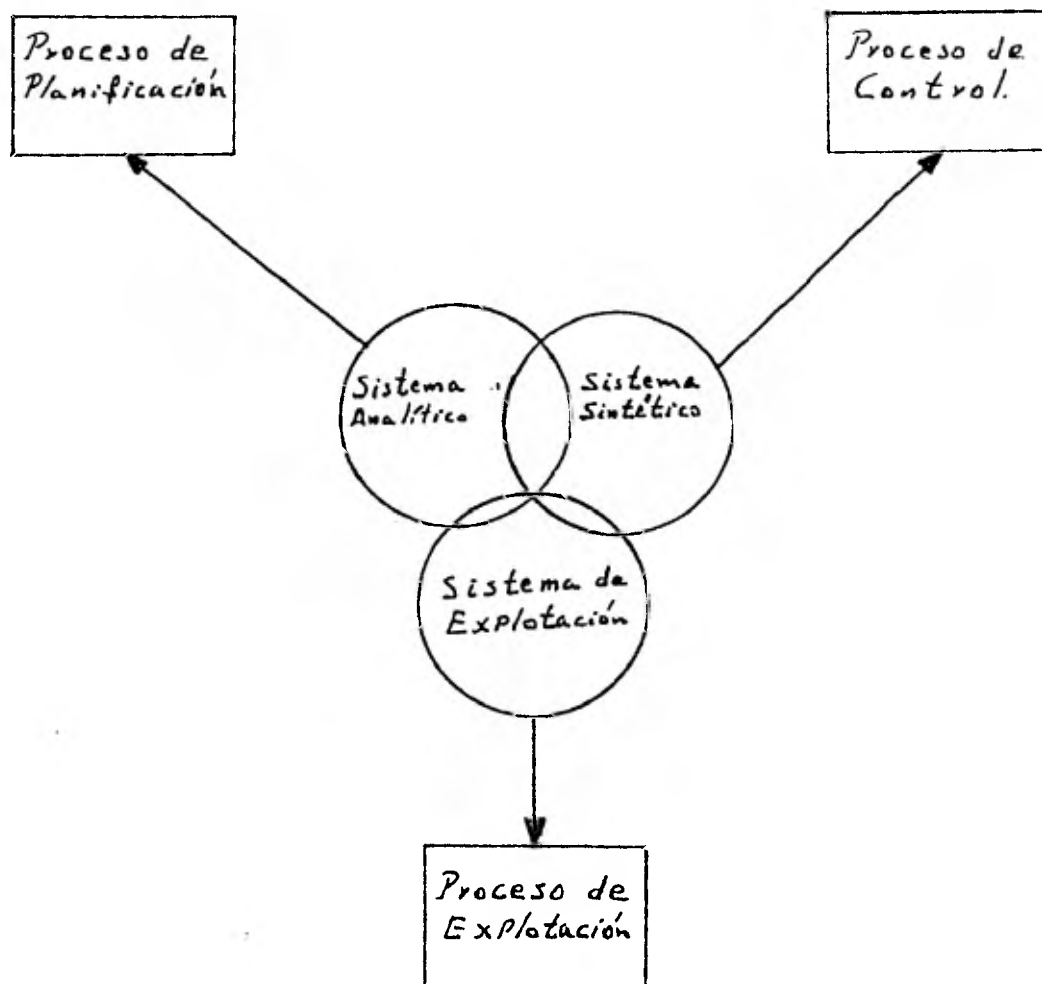 Proceso de
Planificación
Proceso de
Control.
Sistema
Analítico
Sistema
Sintético
Sistema de
Explotación
Proceso de
Explotación